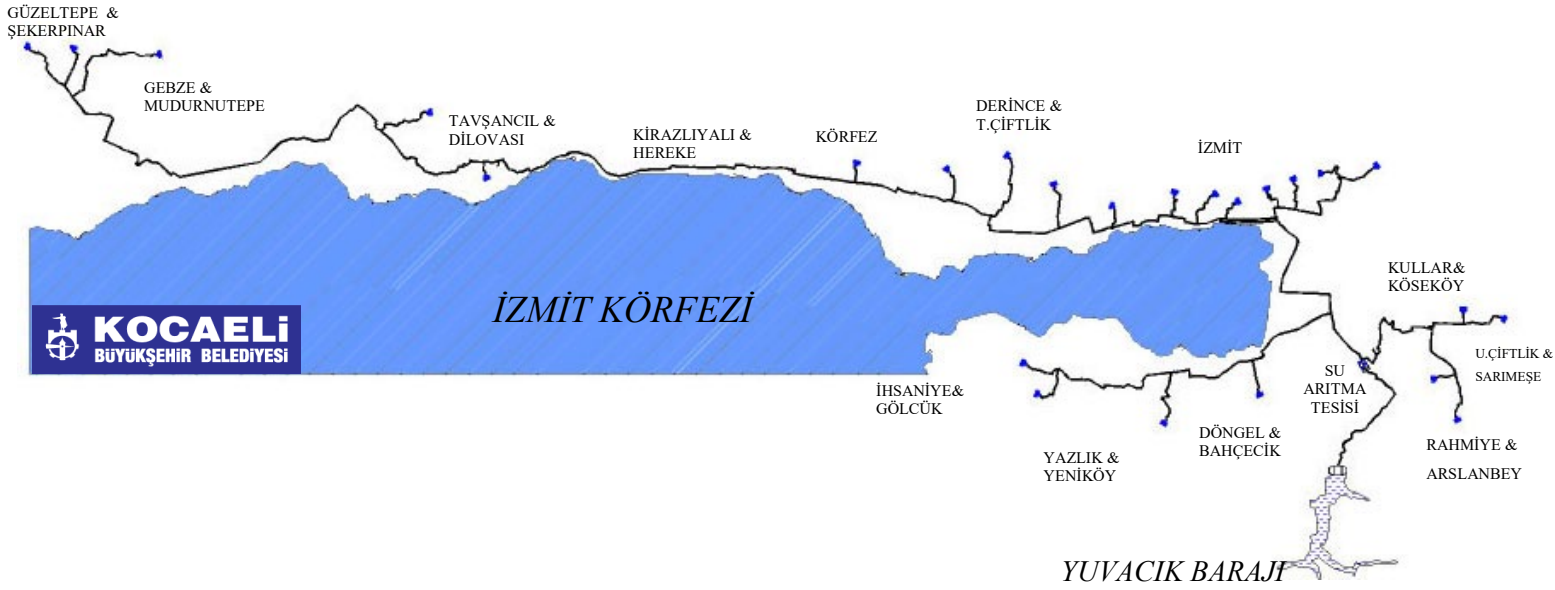 GÜZELTEPE &
ŞEKERPINAR
GEBZE &
MUDURNUTEPE
TAVŞANCIL &
DİLOVASI
KİRAZLIYALI &
HEREKE
KÖRFEZ
DERİNCE &
T.ÇİFTLİK
İZMİT
KULLAR&
KÖSEKÖY
İZMİT KÖRFEZİ
KOCAELi
BÜYÜKŞEHİR BELEDİYESİ
U.ÇİFTLİK &
SARIMEŞE
SU
ARITMA
TESİSİ
İHSANİYE&
GÖLCÜK
DÖNGEL &
BAHÇECİK
RAHMİYE &
ARSLANBEY
YAZLIK &
YENİKÖY
YUVACIK BARAJI